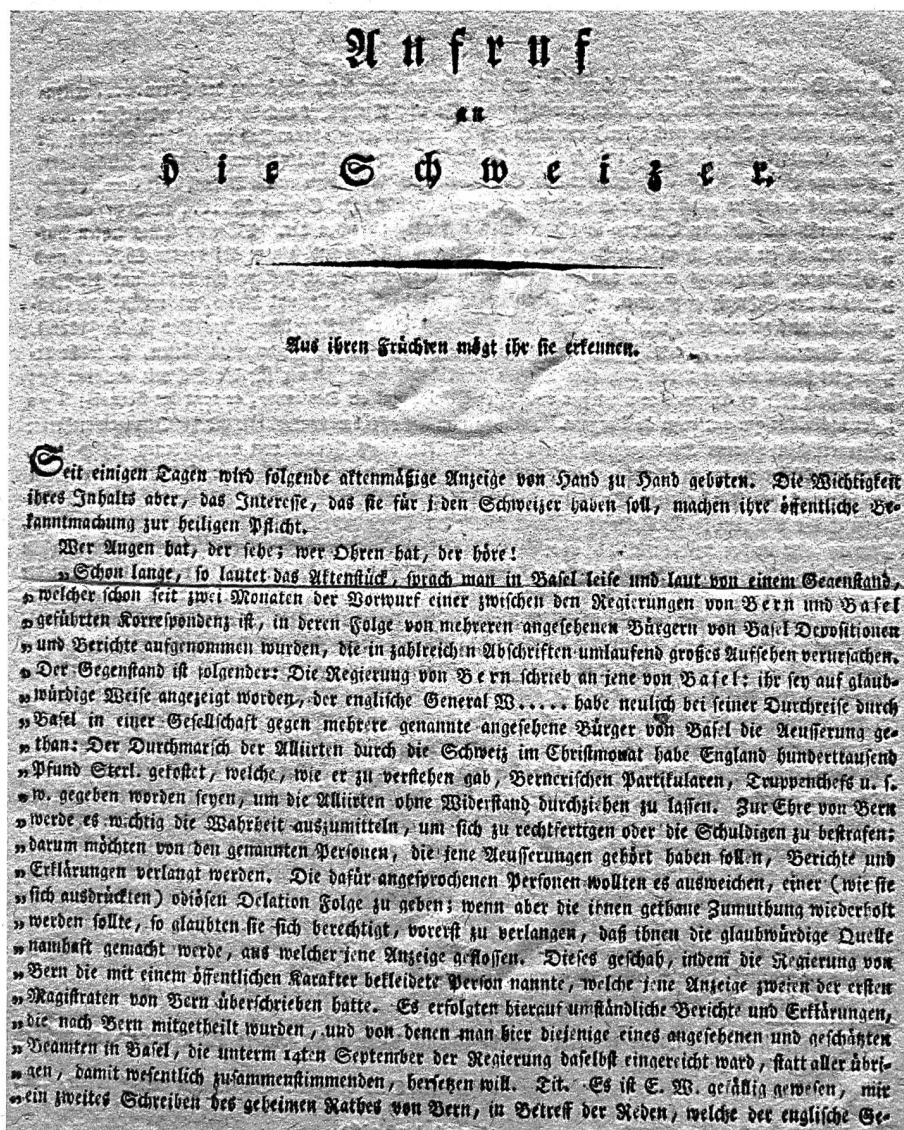 Aufruf
an
die Schweizer.
Aus ihren Früchten mögt ihr sie erkennen.
Seit einigen Tagen wird folgende aktenmäßige Anzeige von Hand zu Hand geboten. Die Wichtigkeit
ihres Inhalts aber, das Interesse, das sie für jeden Schweizer haben soll, machen ihre öffentliche Be-
kanntmachung zur heiligen Pflicht.
Wer Augen hat, der sehe; wer Ohren hat, der höre!
„Schon lange, so lautet das Aktenstück, sprach man in Basel leise und laut von einem Gegenstand,
„welcher schon seit zwei Monaten der Vorwurf einer zwischen den Regierungen von Bern und Basel
„geführten Korrespondenz ist, in deren Folge von mehreren angesehenen Bürgern von Basel Depositionen
„und Berichte aufgenommen wurden, die in zahlreichen Abschriften umlaufend großes Aufsehen verursachen.
„Der Gegenstand ist folgender: Die Regierung von Bern schrieb an jene von Basel: ihr sey auf glaub-
„würdige Weise angezeigt worden, der englische General W..... habe neulich bei seiner Durchreise durch
„Basel in einer Gesellschaft gegen mehrere genannte angesehene Bürger von Basel die Aeusserung ge-
„than: Der Durchmarsch der Alliirten durch die Schweiz im Christmonat habe England hunderttausend
„Pfund Sterl. gekostet, welche, wie er zu verstehen gab, Bernerischen Partikularen, Truppenchefs u. s.
„w. gegeben worden seyen, um die Alliirten ohne Widerstand durchziehen zu lassen. Zur Ehre von Bern
„werde es wichtig die Wahrheit auszumitteln, um sich zu rechtfertigen oder die Schuldigen zu bestrafen;
„darum möchten von den genannten Personen, die jene Aeusserungen gehört haben sollen, Berichte und
„Erklärungen verlangt werden. Die dafür angesprochenen Personen wollten es ausweichen, einer (wie sie
„sich ausdrückten) odiösen Delation Folge zu geben; wenn aber die ihnen gethane Zumuthung wiederholt
„werden sollte, so glaubten sie sich berechtigt, vorerst zu verlangen, daß ihnen die glaubwürdige Quelle
„namhaft gemacht werde, aus welcher jene Anzeige geflossen. Dieses geschah, indem die Regierung von
„Bern die mit einem öffentlichen Karakter bekleidete Person nannte, welche jene Anzeige zweien der ersten
„Magistraten von Bern überschrieben hatte. Es erfolgten hierauf umständliche Berichte und Erklärungen,
„die nach Bern mitgetheilt wurden, und von denen man hier diejenige eines angesehenen und geschätzten
„Beamten in Basel, die unterm 14ten September der Regierung daselbst eingereicht ward, statt aller übri-
„gen, damit wesentlich zusammenstimmenden, hersetzen will. Tit. Es ist E. W. gefällig gewesen, mir
„ein zweites Schreiben des geheimen Rathes von Bern, in Betreff der Reden, welche der englische Ge-